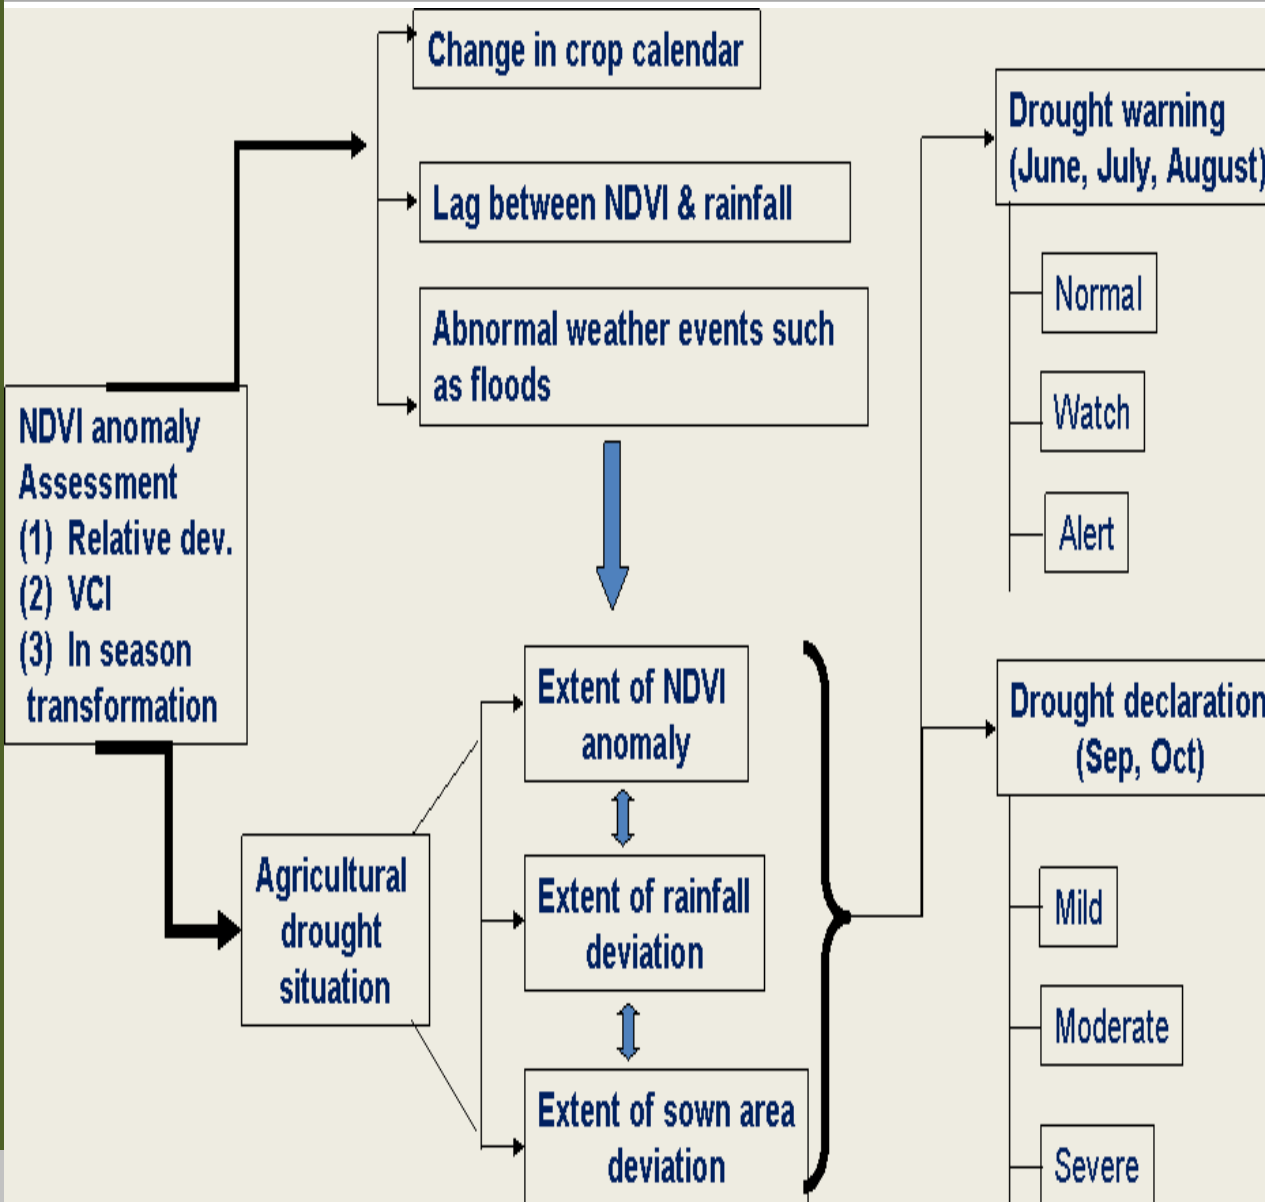 Change in crop calendar
Lag between NDVI & rainfall
Abnormal weather events such
as floods
NDVI anomaly
Assessment
(1) Relative dev.
(2) VCI
(3) In season
transformation
Agricultural
drought
situation
Extent of NDVI
anomaly
Extent of rainfall
deviation
Extent of sown area
deviation
Drought warning
(June, July, August)
Normal
Watch
Alert
Drought declaration
(Sep, Oct)
Mild
Moderate
Severe